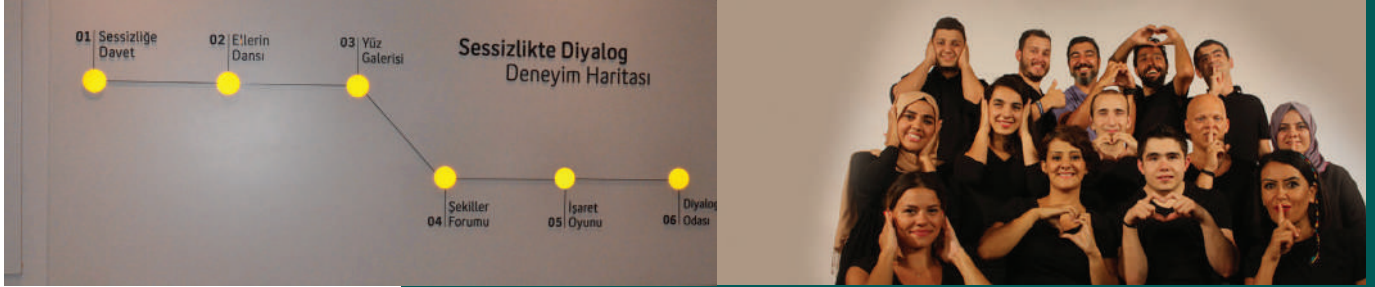 01 Sessizliğe
Davet
02 E'lerin
Dansı
03 Yüz
Galerisi
Sessizlikte Diyalog
Deneyim Haritası
Şekiller
04 Forumu
İşaret
05 Oyunu
Diyalog
06 Odası